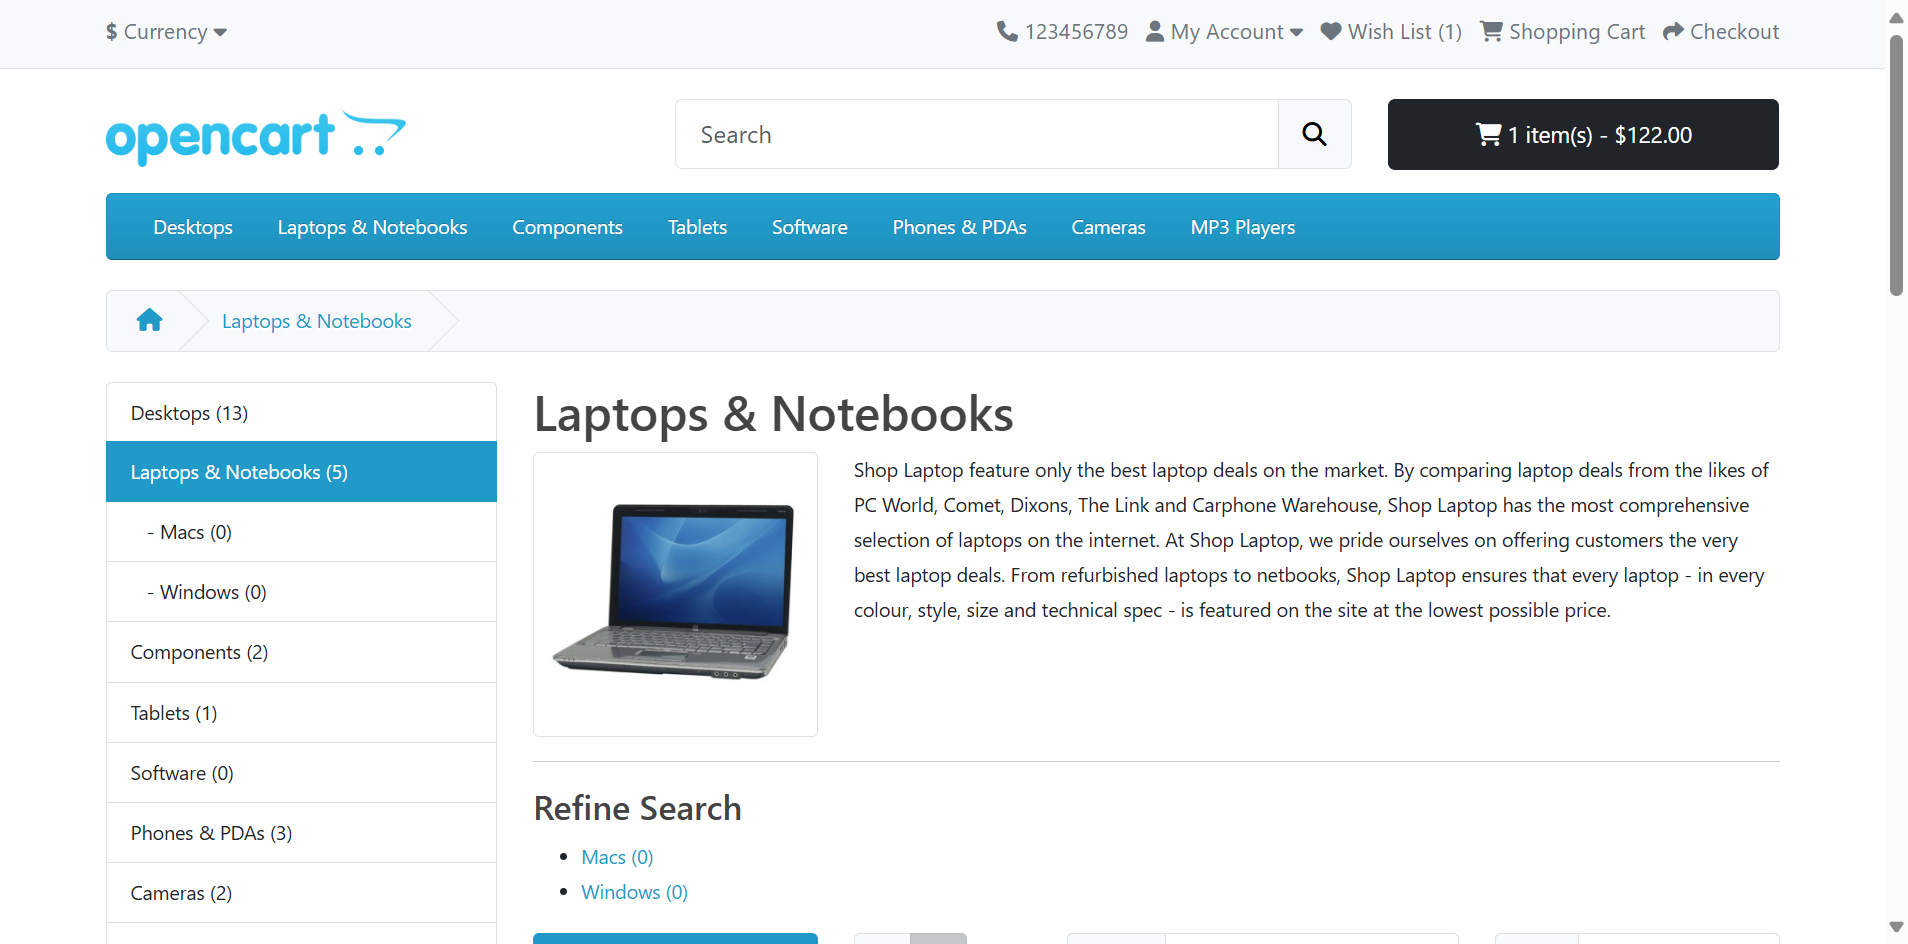 $ Currency
123456789 My Account Wish List (1) Shopping Cart Checkout
opencart
Search
1 item(s) - $122.00
Desktops Laptops & Notebooks Components Tablets Software Phones & PDAs Cameras MP3 Players
Laptops & Notebooks
Desktops (13)
Laptops & Notebooks (5)
- Macs (0)
- Windows (0)
Components (2)
Tablets (1)
Software (0)
Phones & PDAs (3)
Cameras (2)
Laptops & Notebooks
Shop Laptop feature only the best laptop deals on the market. By comparing laptop deals from the likes of
PC World, Comet, Dixons, The Link and Carphone Warehouse, Shop Laptop has the most comprehensive
selection of laptops on the internet. At Shop Laptop, we pride ourselves on offering customers the very
best laptop deals. From refurbished laptops to netbooks, Shop Laptop ensures that every laptop - in every
colour, style, size and technical spec - is featured on the site at the lowest possible price.
Refine Search
Macs (0)
Windows (0)